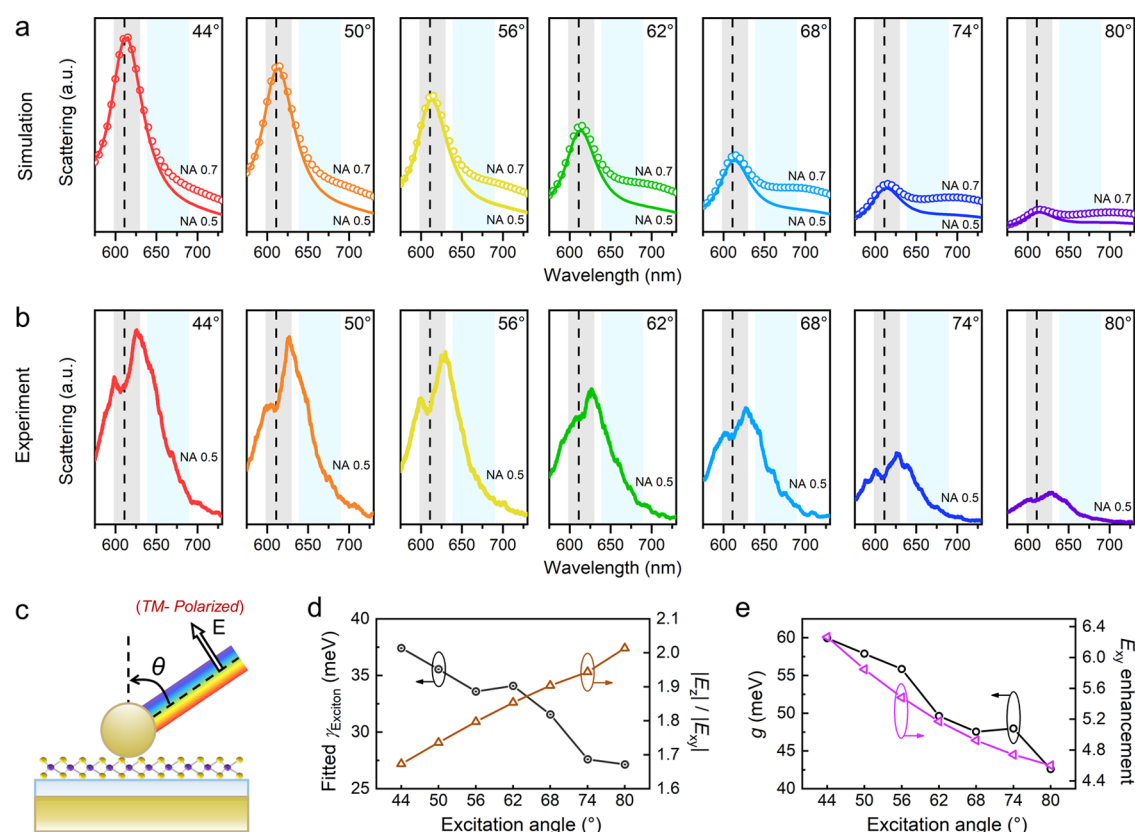 a
Simulation
Scattering (a.u.)
44° 50° 56° 62° 68° 74° 80°
NA 0.7 NA 0.7 NA 0.7 NA 0.7 NA 0.7 NA 0.7 NA 0.7
NA 0.5 NA 0.5 NA 0.5 NA 0.5 NA 0.5 NA 0.5 NA 0.5
600 650 700 600 650 700 600 650 700 600 650 700 600 650 700 600 650 700 600 650 700
Wavelength (nm)
b
Experiment
Scattering (a.u.)
44° 50° 56° 62° 68° 74° 80°
NA 0.5 NA 0.5 NA 0.5 NA 0.5 NA 0.5 NA 0.5 NA 0.5
600 650 700 600 650 700 600 650 700 600 650 700 600 650 700 600 650 700 600 650 700
Wavelength (nm)
c
(TM- Polarized)
E
θ
d
Fitted γExciton (meV)
40
35
30
25
44 50 56 62 68 74 80
Excitation angle (°)
2.1
2.0
1.9
1.8
1.7
1.6
|Ez| / |Exy|
e
g (meV)
60
55
50
45
40
44 50 56 62 68 74 80
Excitation angle (°)
6.4
6.0
5.6
5.2
4.8
4.4
Exy enhancement